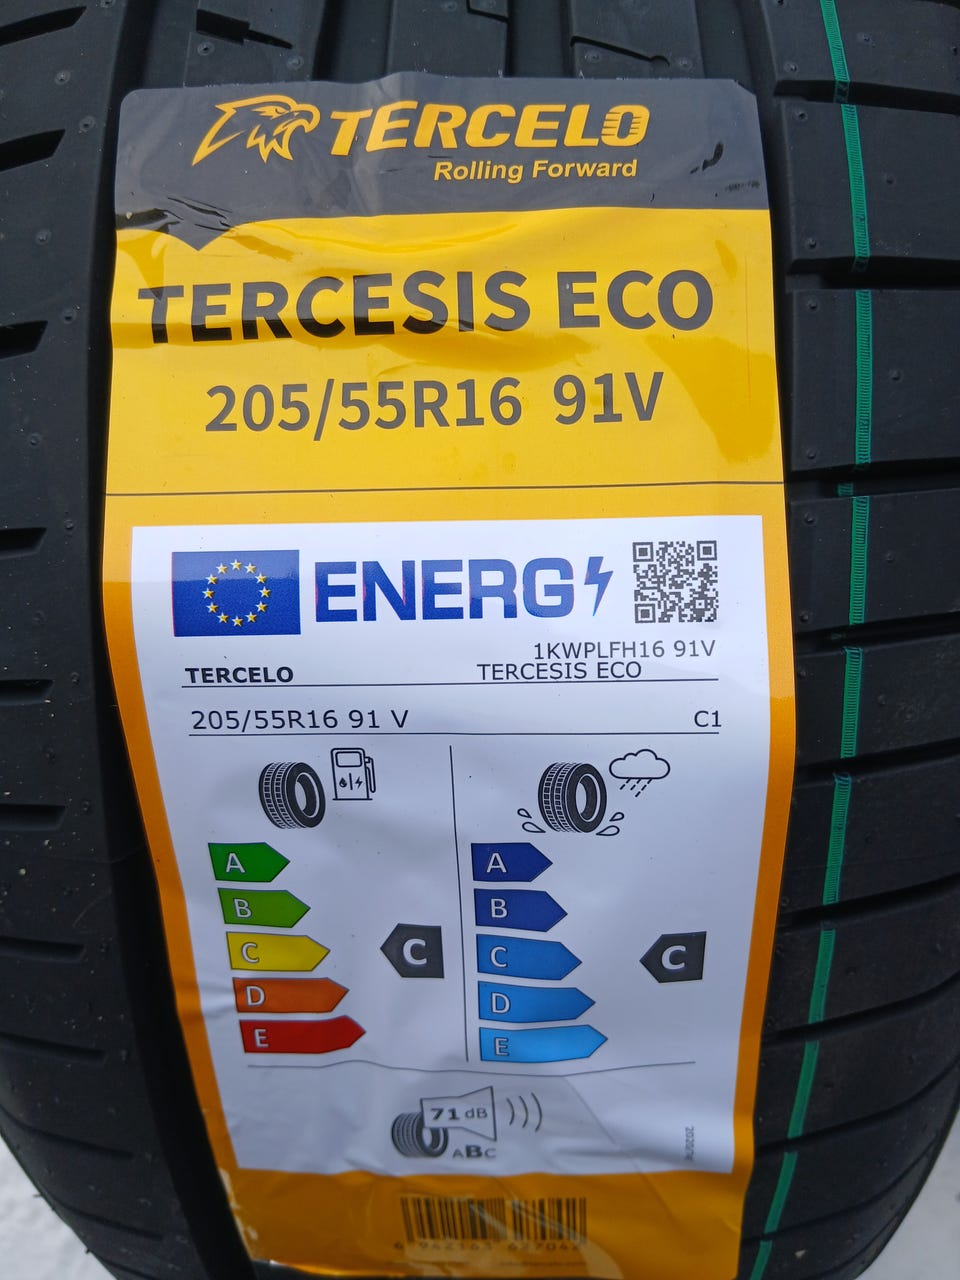 TERCELO
Rolling Forward
TERCESIS ECO
205/55R16 91V
ENERG
1KWPLFH16 91V
TERCELO TERCESIS ECO
205/55R16 91 V C1
A A
B B
C C C C
D D
E E
71 dB
ABC